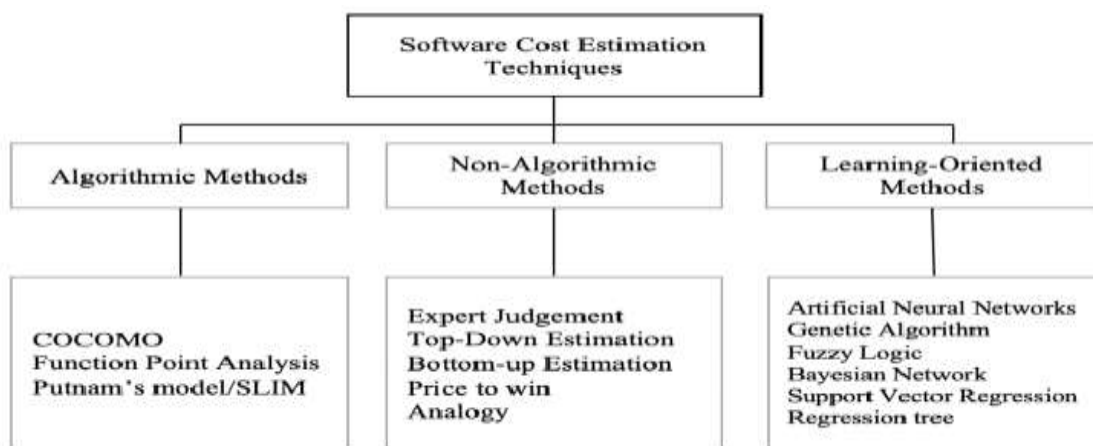 Software Cost Estimation
Techniques
Algorithmic Methods
Non-Algorithmic
Methods
Learning-Oriented
Methods
COCOMO
Function Point Analysis
Putnam's model/SLIM
Expert Judgement
Top-Down Estimation
Bottom-up Estimation
Price to win
Analogy
Artificial Neural Networks
Genetic Algorithm
Fuzzy Logic
Bayesian Network
Support Vector Regression
Regression tree